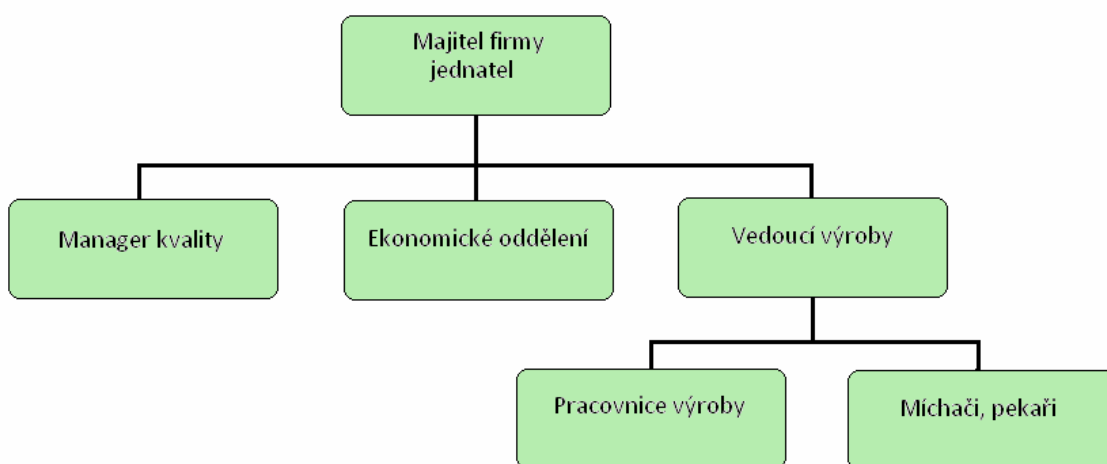 Majitel firmy
jednatel
Manager kvality
Ekonomické oddělení
Vedoucí výroby
Pracovnice výroby
Míchači, pekaři